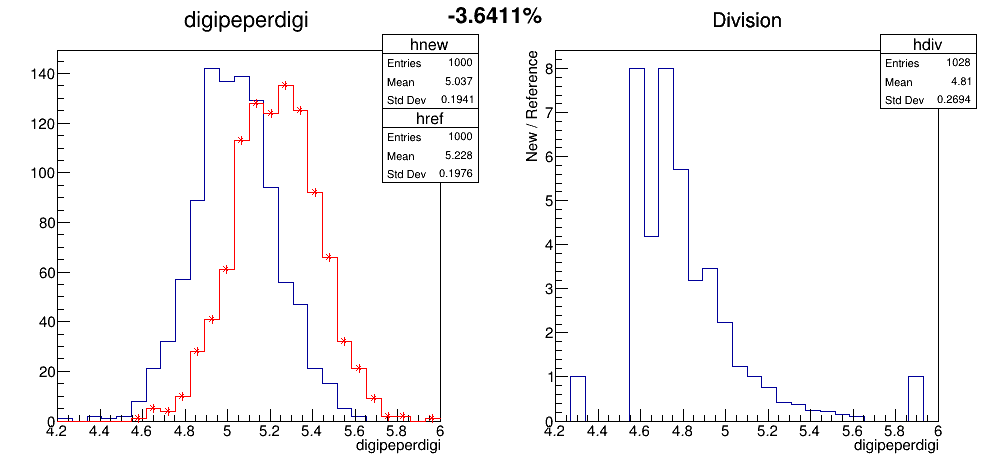 -3.6411%
digipeperdigi
hnew
Entries 1000
Mean 5.037
Std Dev 0.1941
href
Entries 1000
Mean 5.228
Std Dev 0.1976
140
120
100
80
60
40
20
0
4.2 4.4 4.6 4.8 5 5.2 5.4 5.6 5.8 6
digipeperdigi
Division
hdiv
Entries 1028
Mean 4.81
Std Dev 0.2694
New / Reference
8
7
6
5
4
3
2
1
0
4.2 4.4 4.6 4.8 5 5.2 5.4 5.6 5.8 6
digipeperdigi